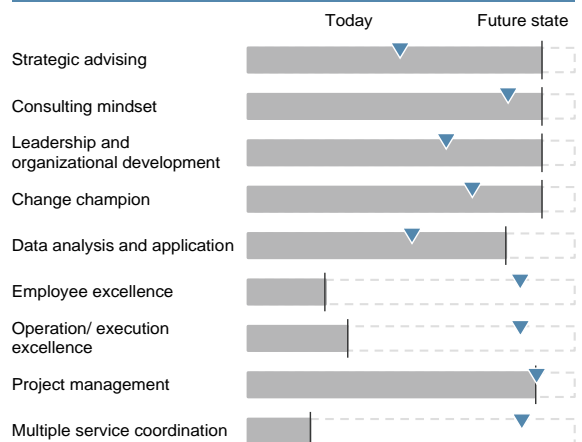 Today Future state
Strategic advising
Consulting mindset
Leadership and
organizational development
Change champion
Data analysis and application
Employee excellence
Operation/ execution
excellence
Project management
Multiple service coordination